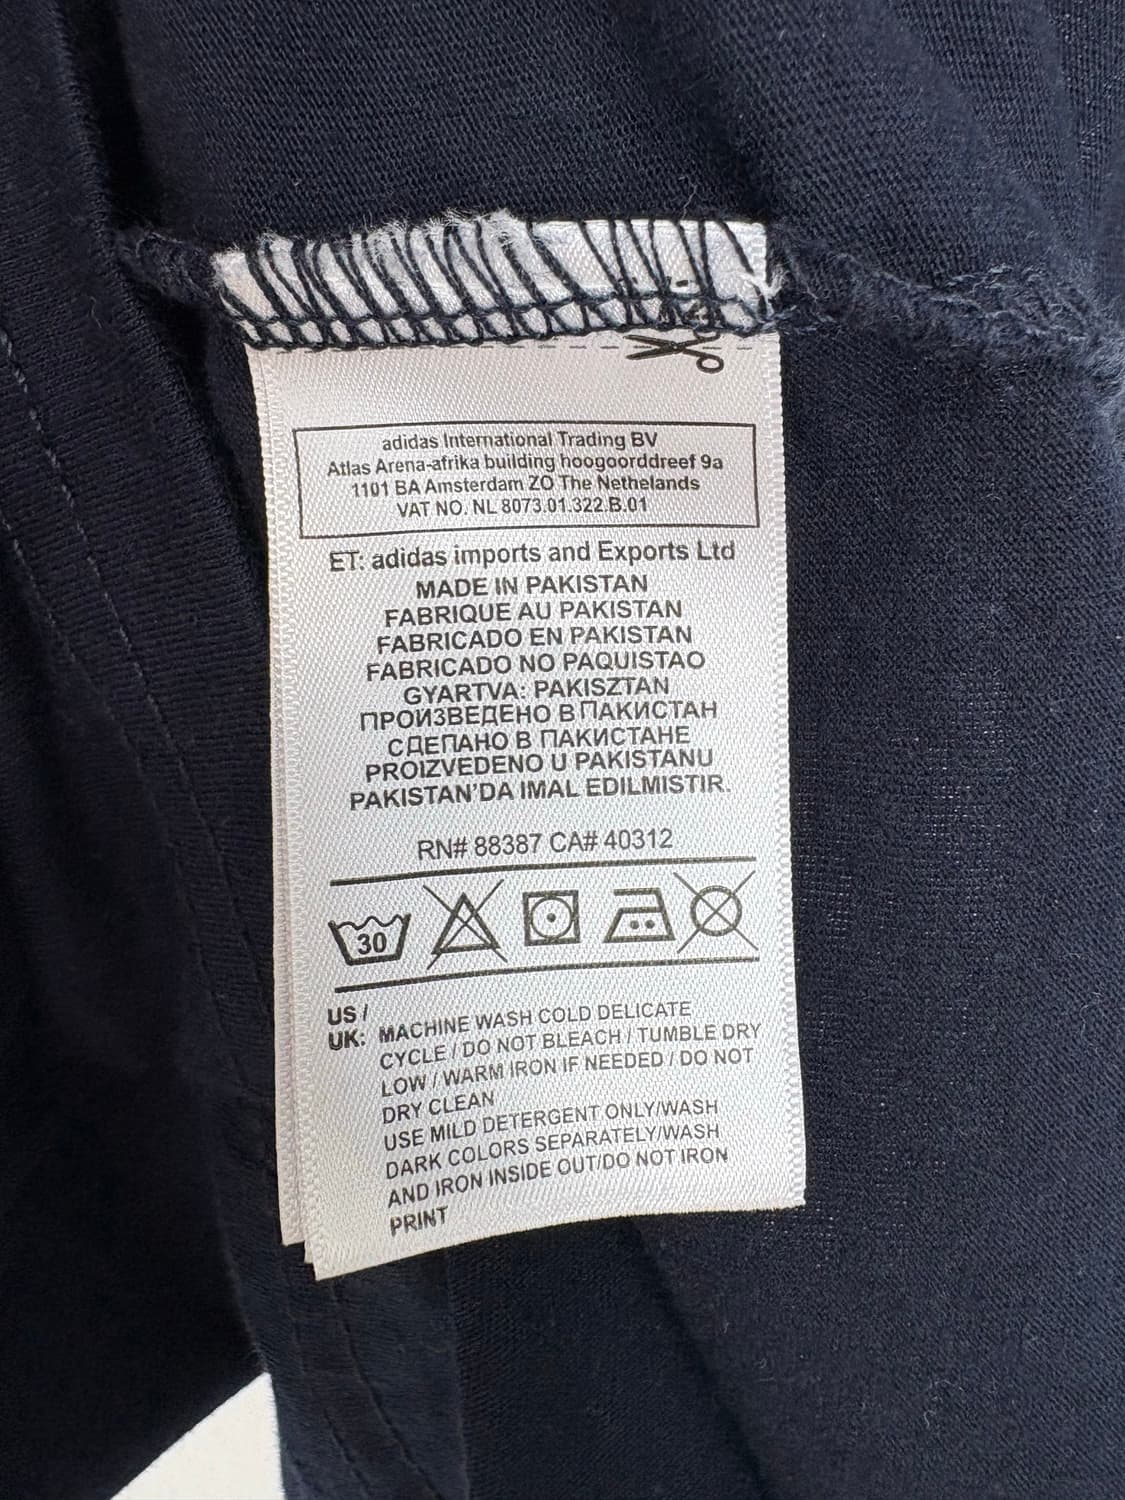 adidas International Trading BV
Atlas Arena-afrika building hoogoorddreef 9a
1101 BA Amsterdam ZO The Nethelands
VAT NO. NL 8073.01.322.B.01
ET: adidas imports and Exports Ltd
MADE IN PAKISTAN
FABRIQUE AU PAKISTAN
FABRICADO EN PAKISTAN
FABRICADO NO PAQUISTAO
GYARTVA: PAKISZTAN
ПРОИЗВЕДЕНО В ПАКИСТАН
СДЕЛАНО В ПАКИСТАНЕ
PROIZVEDENO U PAKISTANU
PAKISTAN'DA IMAL EDILMISTIR.
RN# 88387 CA# 40312
30
US /
UK: MACHINE WASH COLD DELICATE
CYCLE / DO NOT BLEACH / TUMBLE DRY
LOW / WARM IRON IF NEEDED / DO NOT
DRY CLEAN
USE MILD DETERGENT ONLY/WASH
DARK COLORS SEPARATELY/WASH
AND IRON INSIDE OUT/DO NOT IRON
PRINT